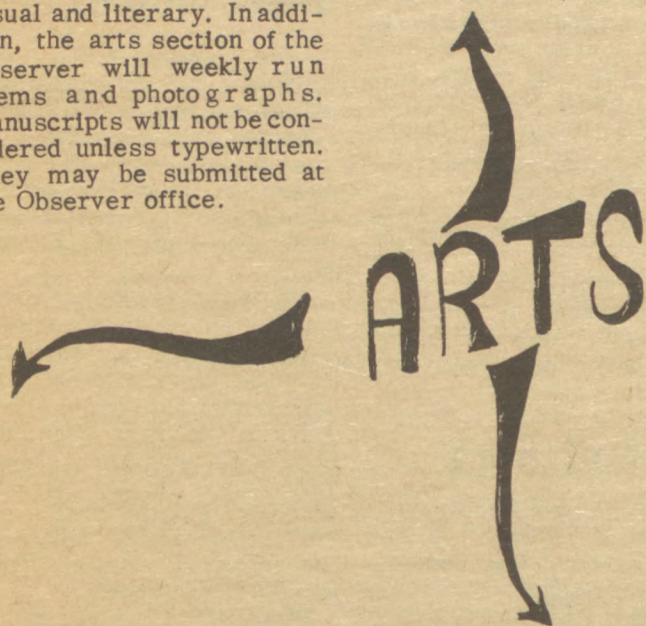 sual and literary. In addi-
n, the arts section of the
server will weekly run
ems and photographs.
anuscripts will not be con-
dered unless typewritten.
ey may be submitted at
e Observer office.
ARTS